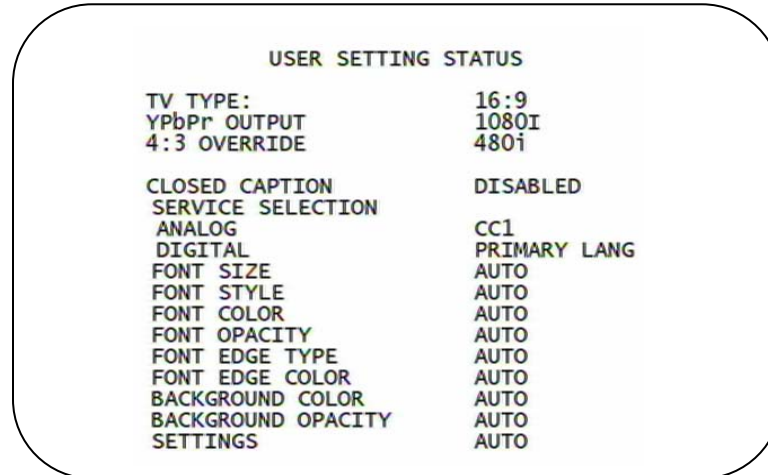 USER SETTING STATUS
TV TYPE: 16:9
YPbPr OUTPUT 1080I
4:3 OVERRIDE 480i
CLOSED CAPTION DISABLED
SERVICE SELECTION
ANALOG CC1
DIGITAL PRIMARY LANG
FONT SIZE AUTO
FONT STYLE AUTO
FONT COLOR AUTO
FONT OPACITY AUTO
FONT EDGE TYPE AUTO
FONT EDGE COLOR AUTO
BACKGROUND COLOR AUTO
BACKGROUND OPACITY AUTO
SETTINGS AUTO